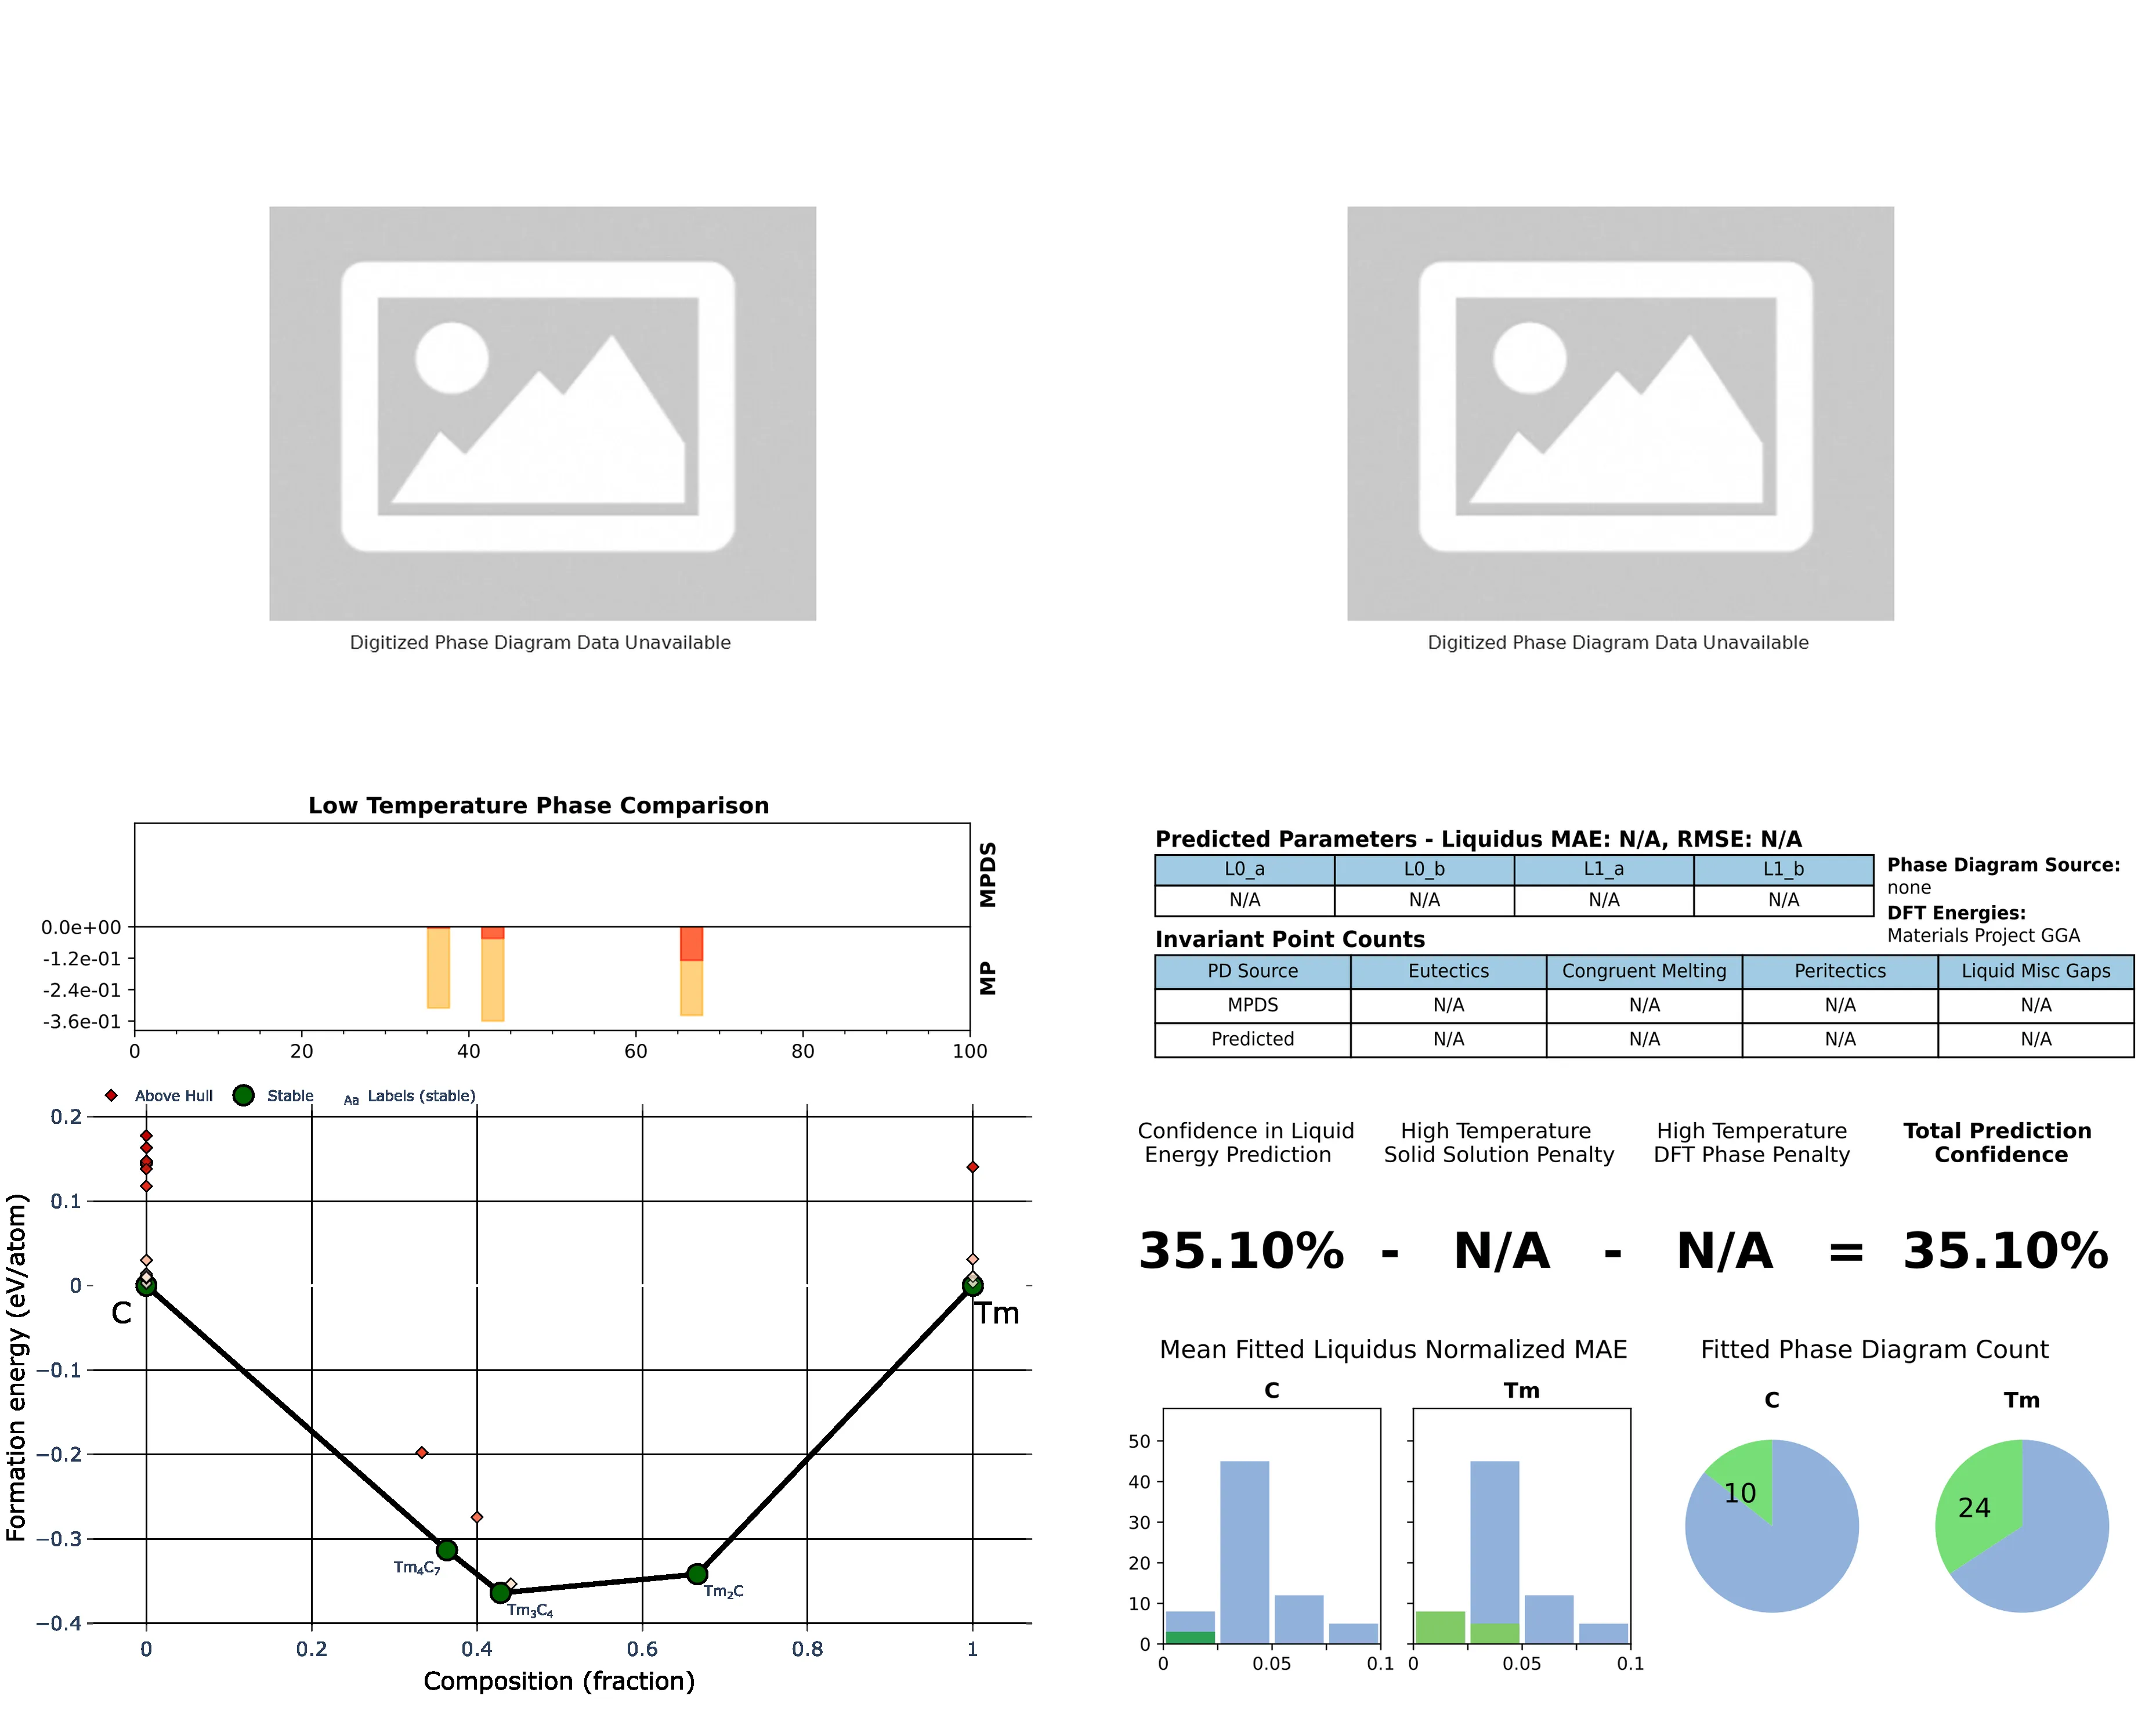 Digitized Phase Diagram Data Unavailable
Digitized Phase Diagram Data Unavailable
Low Temperature Phase Comparison
MPDS
MP
0.0e+00
-1.2e-01
-2.4e-01
-3.6e-01
0 20 40 60 80 100
Predicted Parameters - Liquidus MAE: N/A, RMSE: N/A
L0_a L0_b L1_a L1_b
N/A N/A N/A N/A
Phase Diagram Source:
none
DFT Energies:
Materials Project GGA
Invariant Point Counts
PD Source Eutectics Congruent Melting Peritectics Liquid Misc Gaps
MPDS N/A N/A N/A N/A
Predicted N/A N/A N/A N/A
Above Hull Stable Aa Labels (stable)
Formation energy (eV/atom)
0.2
0.1
0
−0.1
−0.2
−0.3
−0.4
C
Tm
Tm₄C₇
Tm₃C₄
Tm₂C
0 0.2 0.4 0.6 0.8 1
Composition (fraction)
Confidence in Liquid
Energy Prediction
High Temperature
Solid Solution Penalty
High Temperature
DFT Phase Penalty
Total Prediction
Confidence
35.10% - N/A - N/A = 35.10%
Mean Fitted Liquidus Normalized MAE
C Tm
50
40
30
20
10
0
0 0.05 0.1 0 0.05 0.1
Fitted Phase Diagram Count
C Tm
10 24